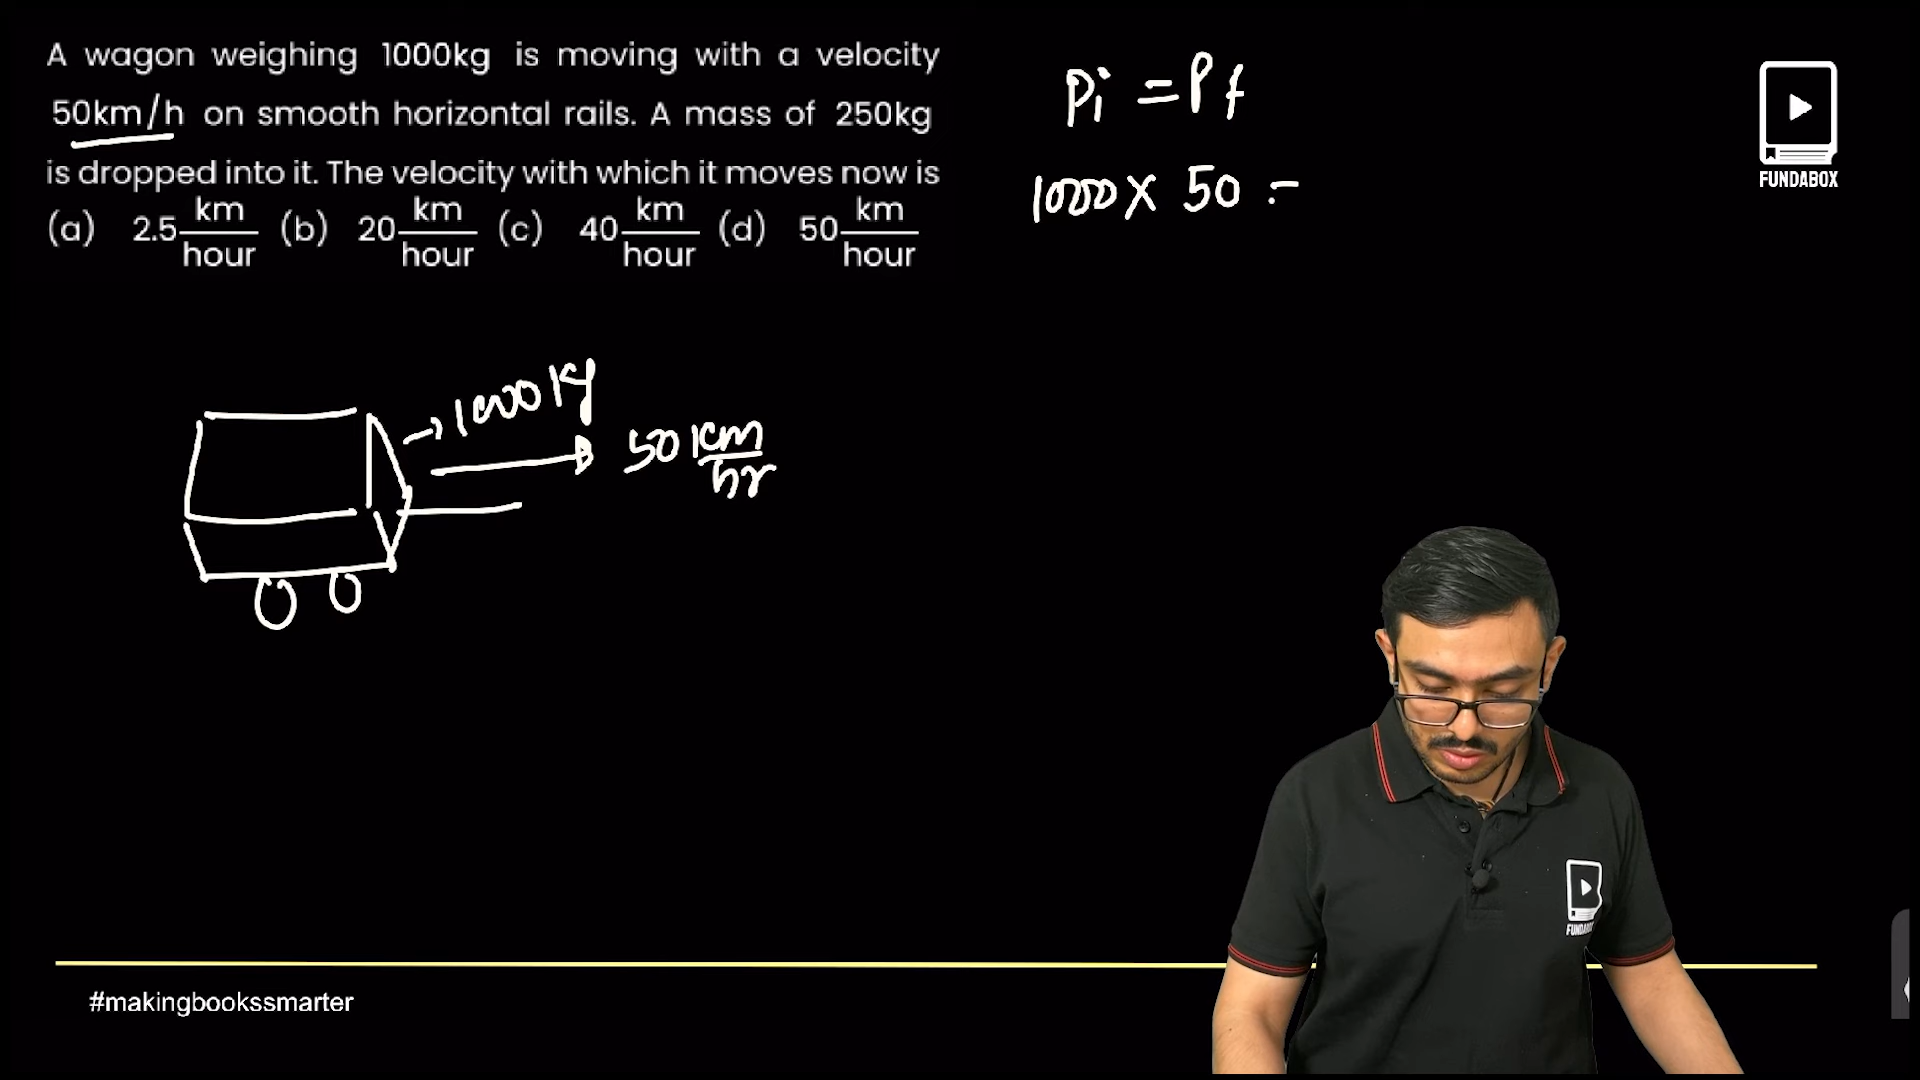 A wagon weighing 1000kg is moving with a velocity
50km/h on smooth horizontal rails. A mass of 250kg
is dropped into it. The velocity with which it moves now is
(a) 2.5 km/hour (b) 20 km/hour (c) 40 km/hour (d) 50 km/hour
Pi = Pf
1000 × 50 =
FUNDABOX
→ 1000 kg
50 km/hr
FUNDA
#makingbookssmarter